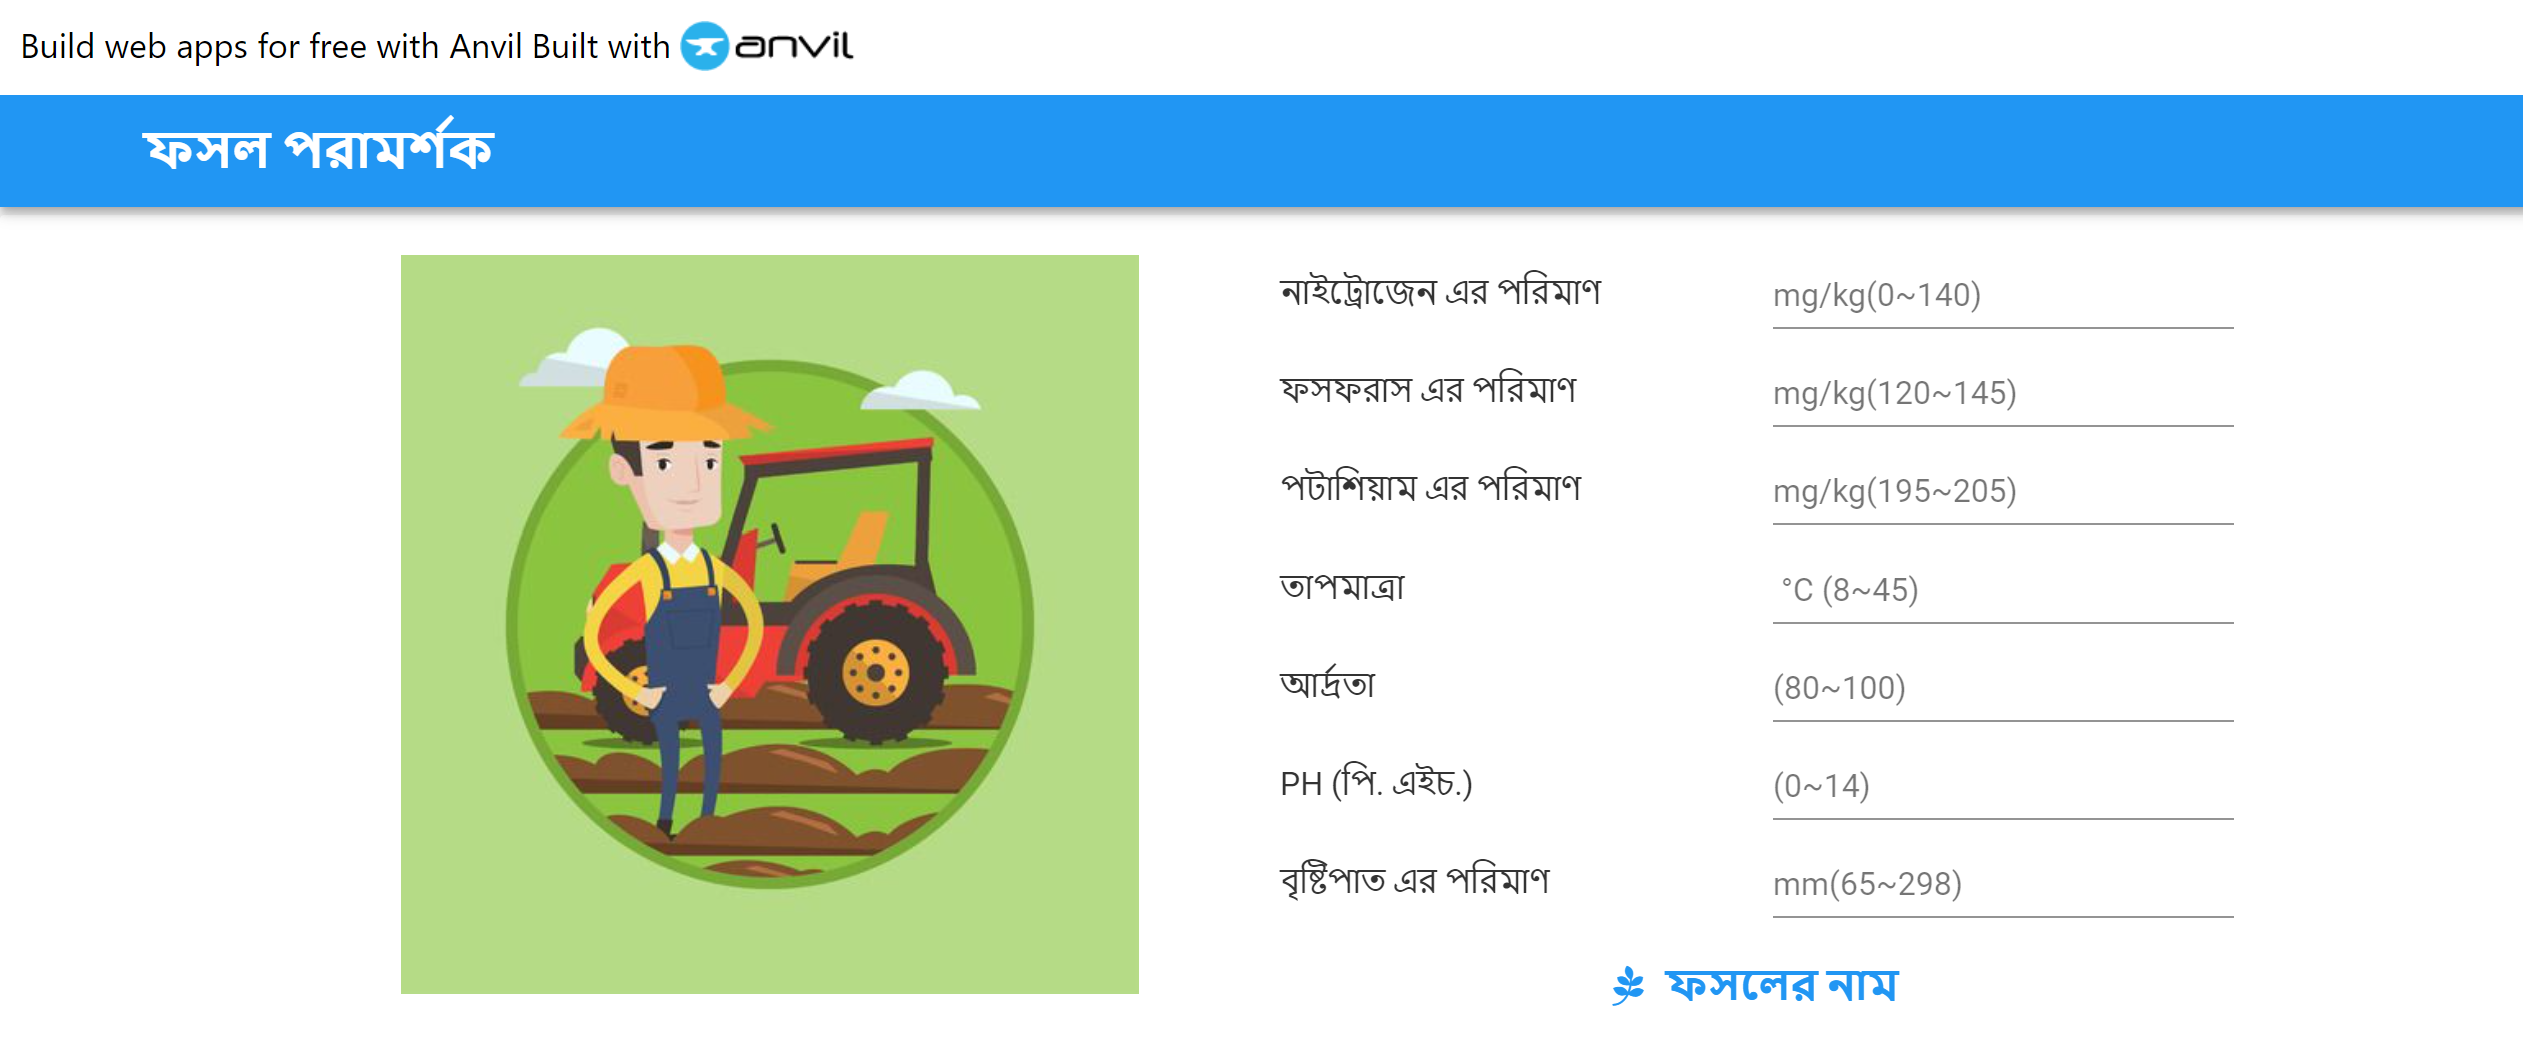 Build web apps for free with Anvil Built with anvil
ফসল পরামর্শক
নাইট্রোজেন এর পরিমাণ mg/kg(0~140)
ফসফরাস এর পরিমাণ mg/kg(120~145)
পটাশিয়াম এর পরিমাণ mg/kg(195~205)
তাপমাত্রা °C (8~45)
আর্দ্রতা (80~100)
PH (পি. এইচ.) (0~14)
বৃষ্টিপাত এর পরিমাণ mm(65~298)
ফসলের নাম